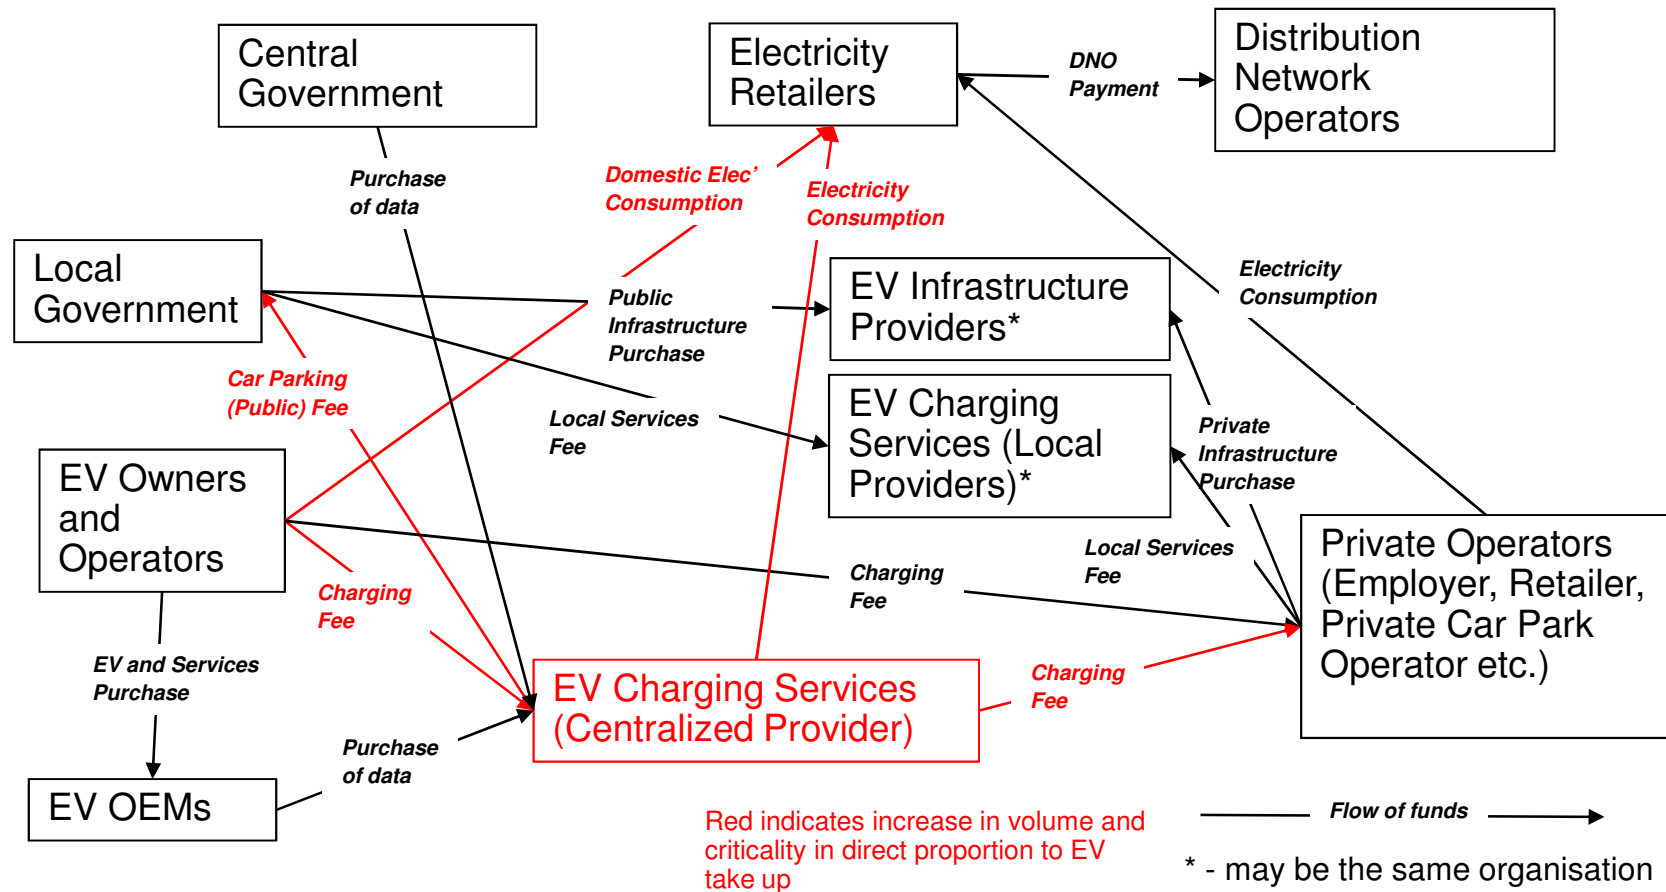 Central
Government
Electricity
Retailers
DNO
Payment
Distribution
Network
Operators
Purchase
of data
Domestic Elec’
Consumption
Electricity
Consumption
Local
Government
Public
Infrastructure
Purchase
EV Infrastructure
Providers*
Electricity
Consumption
Car Parking
(Public) Fee
Local Services
Fee
EV Charging
Services (Local
Providers)*
Private
Infrastructure
Purchase
EV Owners
and
Operators
Charging
Fee
Charging
Fee
Local Services
Fee
Private Operators
(Employer, Retailer,
Private Car Park
Operator etc.)
EV and Services
Purchase
EV Charging Services
(Centralized Provider)
Charging
Fee
Purchase
of data
EV OEMs
Red indicates increase in volume and
criticality in direct proportion to EV
take up
Flow of funds
* - may be the same organisation